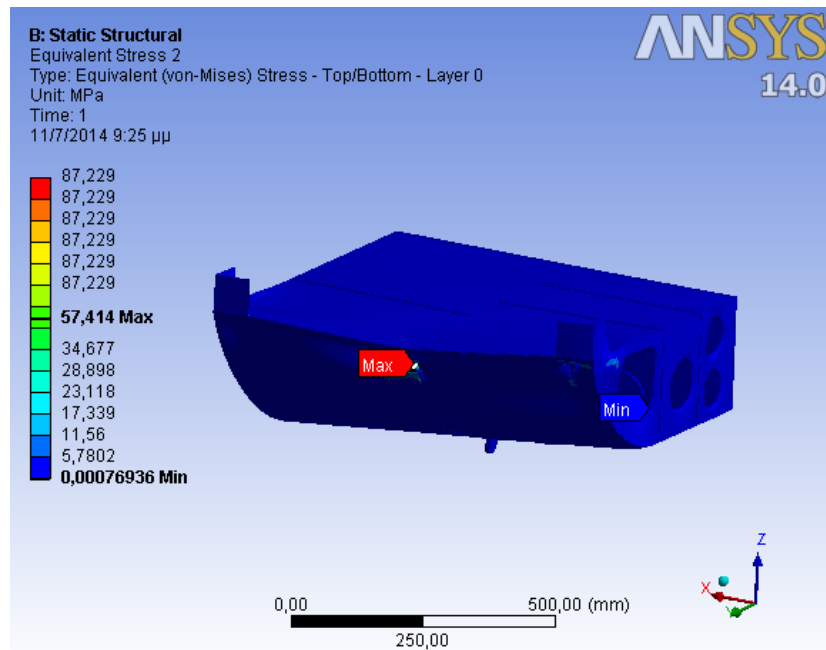 B: Static Structural
Equivalent Stress 2
Type: Equivalent (von-Mises) Stress - Top/Bottom - Layer 0
Unit: MPa
Time: 1
11/7/2014 9:25 μμ
ANSYS
14.0
87,229
87,229
87,229
87,229
87,229
87,229
57,414 Max
34,677
28,898
23,118
17,339
11,56
5,7802
0,00076936 Min
Max
Min
0,00
500,00 (mm)
250,00
Z
X
Y